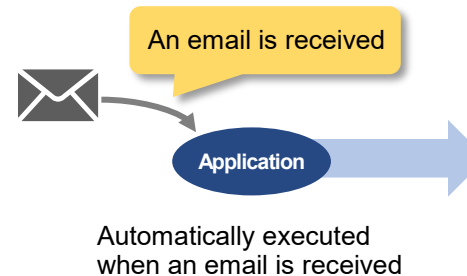 An email is received
Application
Automatically executed
when an email is received